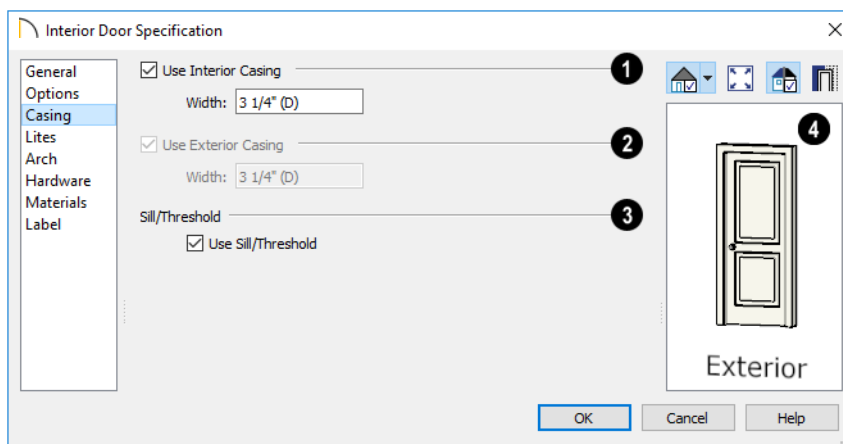 Interior Door Specification
General
Options
Casing
Lites
Arch
Hardware
Materials
Label
Use Interior Casing
1
Width: 3 1/4" (D)
Use Exterior Casing
2
Width: 3 1/4" (D)
Sill/Threshold
3
Use Sill/Threshold
4
Exterior
OK
Cancel
Help